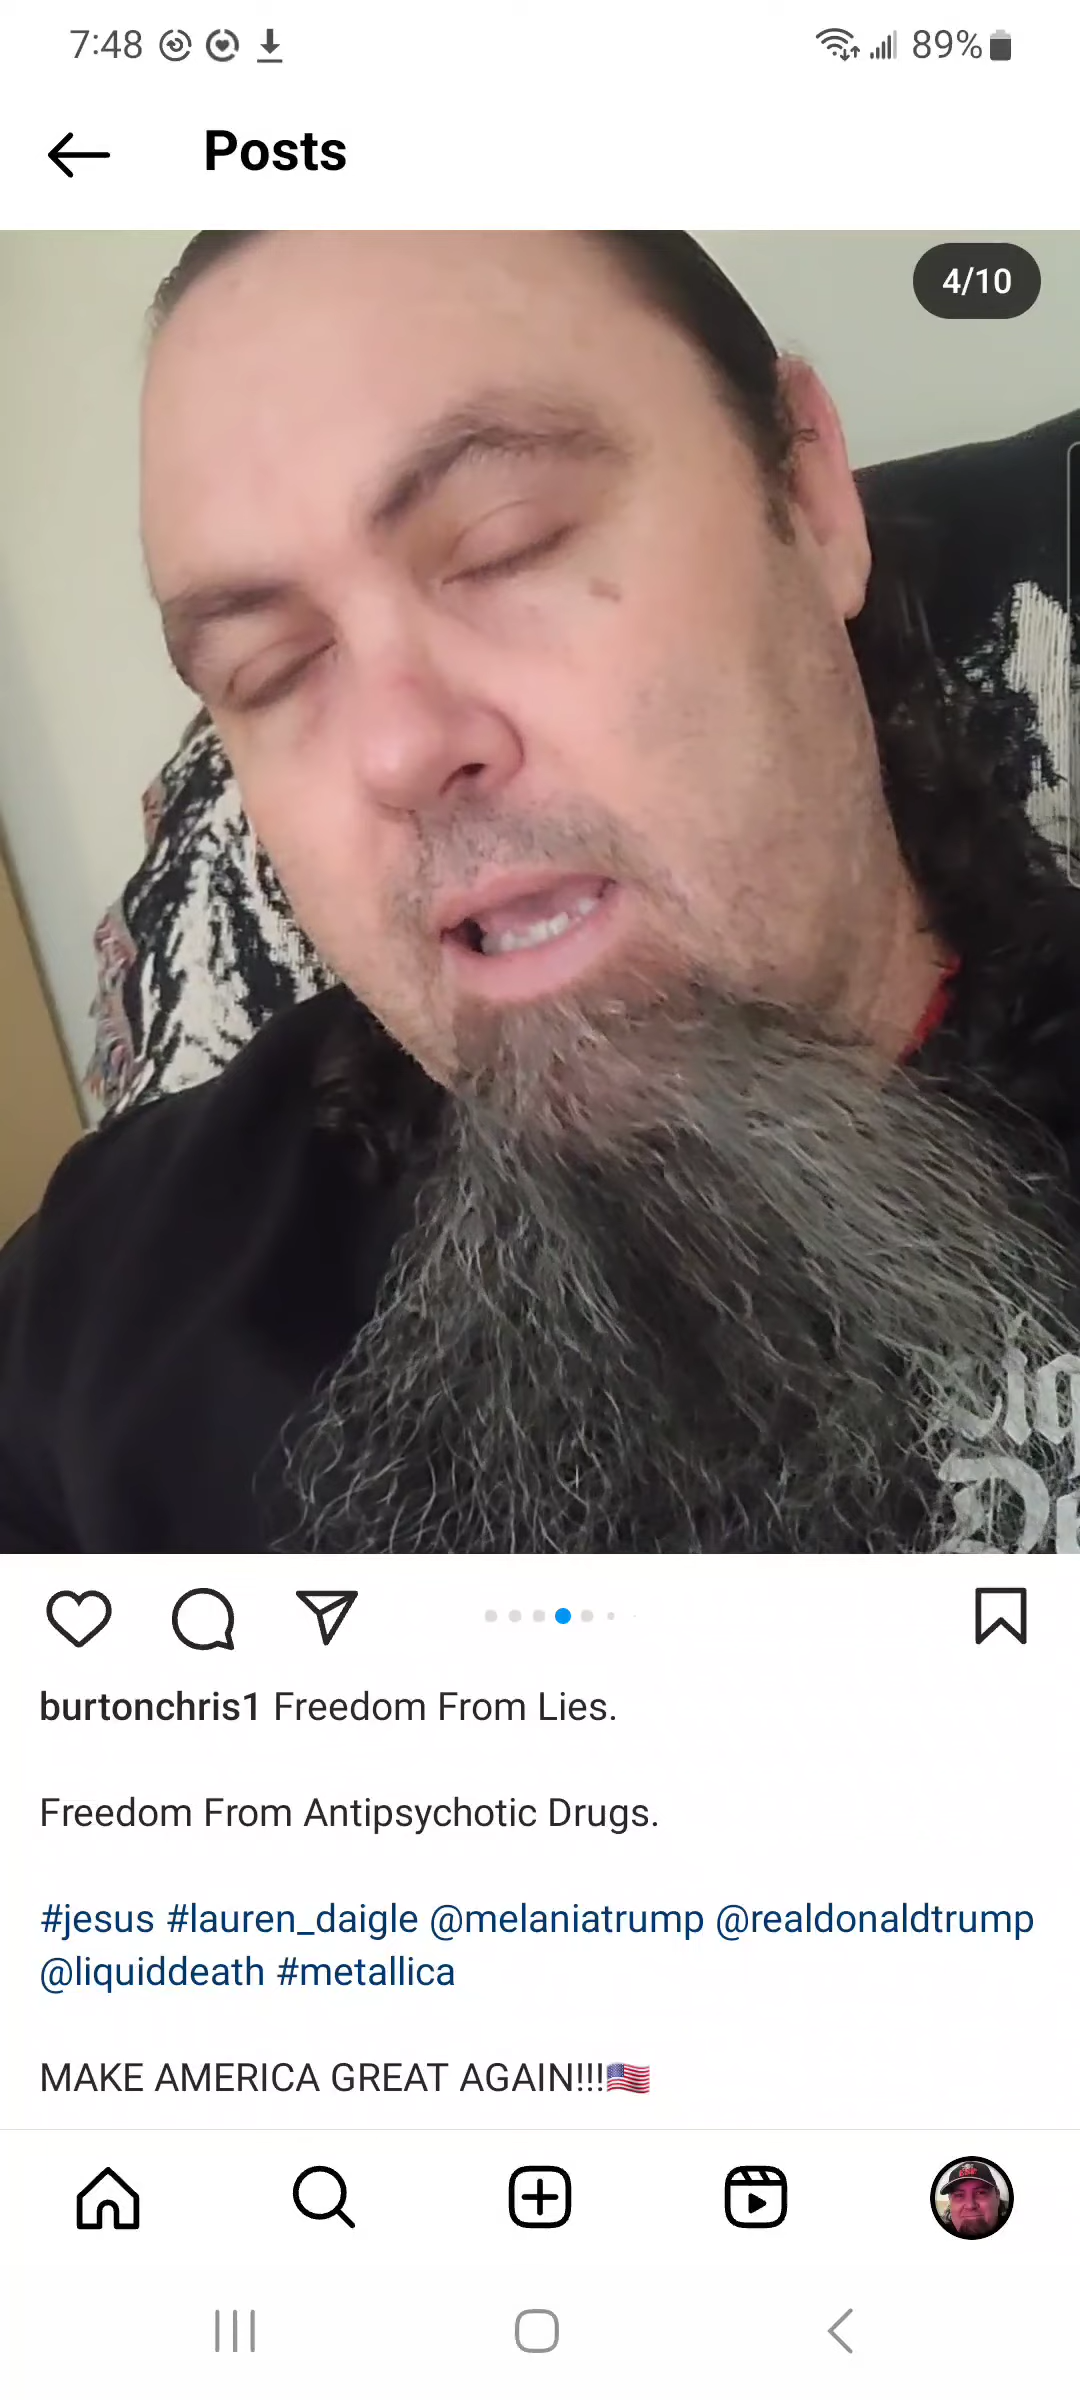 7:48 89%
Posts
4/10
burtonchris1 Freedom From Lies.
Freedom From Antipsychotic Drugs.
#jesus #lauren_daigle @melaniatrump @realdonaldtrump
@liquiddeath #metallica
MAKE AMERICA GREAT AGAIN!!!🇺🇸